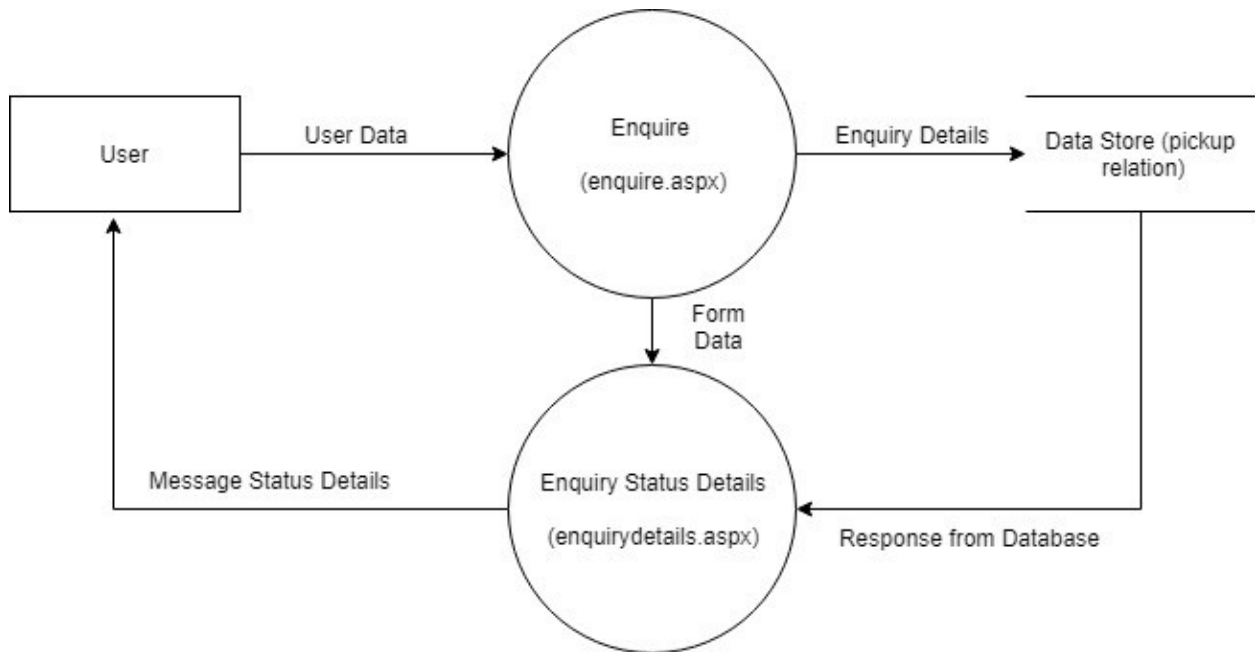 Enquire
User Data
Enquiry Details
User
(enquire.aspx)
Data Store (pickup
relation)
Form
Data
Message Status Details
Enquiry Status Details
(enquirydetails.aspx)
Response from Database